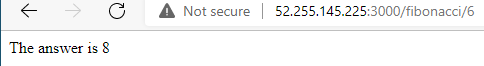 Not secure | 52.255.145.225:3000/fibonacci/6
The answer is 8